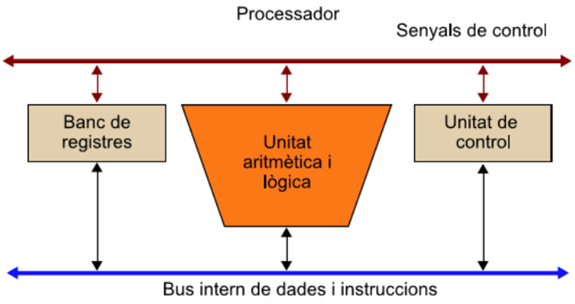 Processador
Senyals de control
Banc de
registres
Unitat
aritmètica i
lògica
Unitat de
control
Bus intern de dades i instruccions